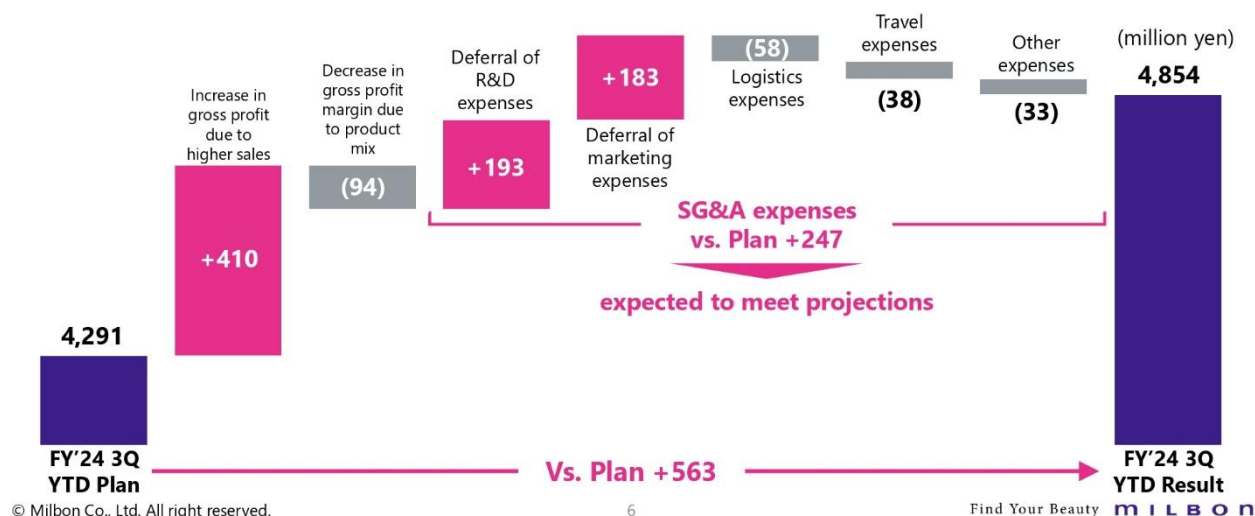 (million yen)
4,291
FY'24 3Q
YTD Plan
Increase in
gross profit
due to
higher sales
+410
Decrease in
gross profit
margin due
to product
mix
(94)
Deferral of
R&D
expenses
+193
+183
Deferral of
marketing
expenses
(58)
Logistics
expenses
Travel
expenses
(38)
Other
expenses
(33)
4,854
FY'24 3Q
YTD Result
SG&A expenses
vs. Plan +247
expected to meet projections
Vs. Plan +563
© Milbon Co., Ltd. All right reserved.
6
Find Your Beauty MILBON